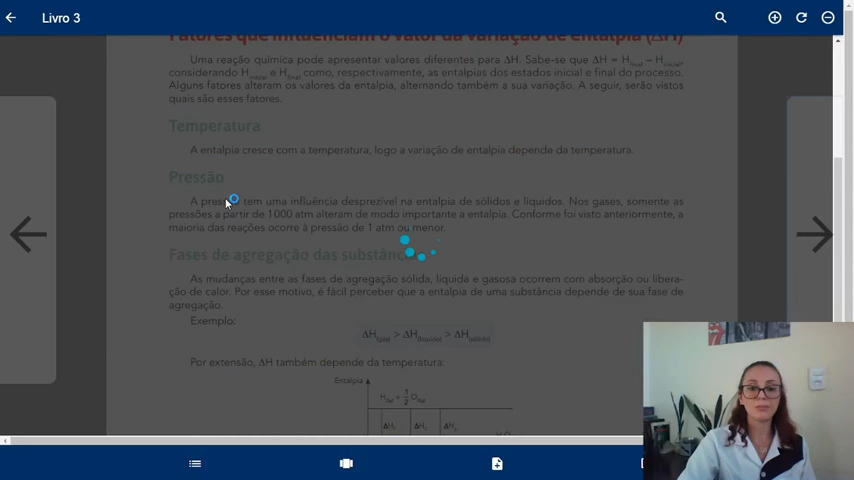 Livro 3
Fatores que influenciam o valor da variação de entalpia (ΔH)
Uma reação química pode apresentar valores diferentes para ΔH. Sabe-se que ΔH = H final − H inicial,
considerando H inicial e H final como, respectivamente, as entalpias dos estados inicial e final do processo.
Alguns fatores alteram os valores da entalpia, alternando também a sua variação. A seguir, serão vistos
quais são esses fatores.
Temperatura
A entalpia cresce com a temperatura, logo a variação de entalpia depende da temperatura.
Pressão
A pressão tem uma influência desprezível na entalpia de sólidos e líquidos. Nos gases, somente as
pressões a partir de 1000 atm alteram de modo importante a entalpia. Conforme foi visto anteriormente, a
maioria das reações ocorre à pressão de 1 atm ou menor.
Fases de agregação das substâncias
As mudanças entre as fases de agregação sólida, líquida e gasosa ocorrem com absorção ou libera-
ção de calor. Por esse motivo, é fácil perceber que a entalpia de uma substância depende de sua fase de
agregação.
Exemplo:
ΔH(gás) > ΔH(líquido) > ΔH(sólido)
Por extensão, ΔH também depende da temperatura:
Entalpia
ΔH₁ ΔH₂